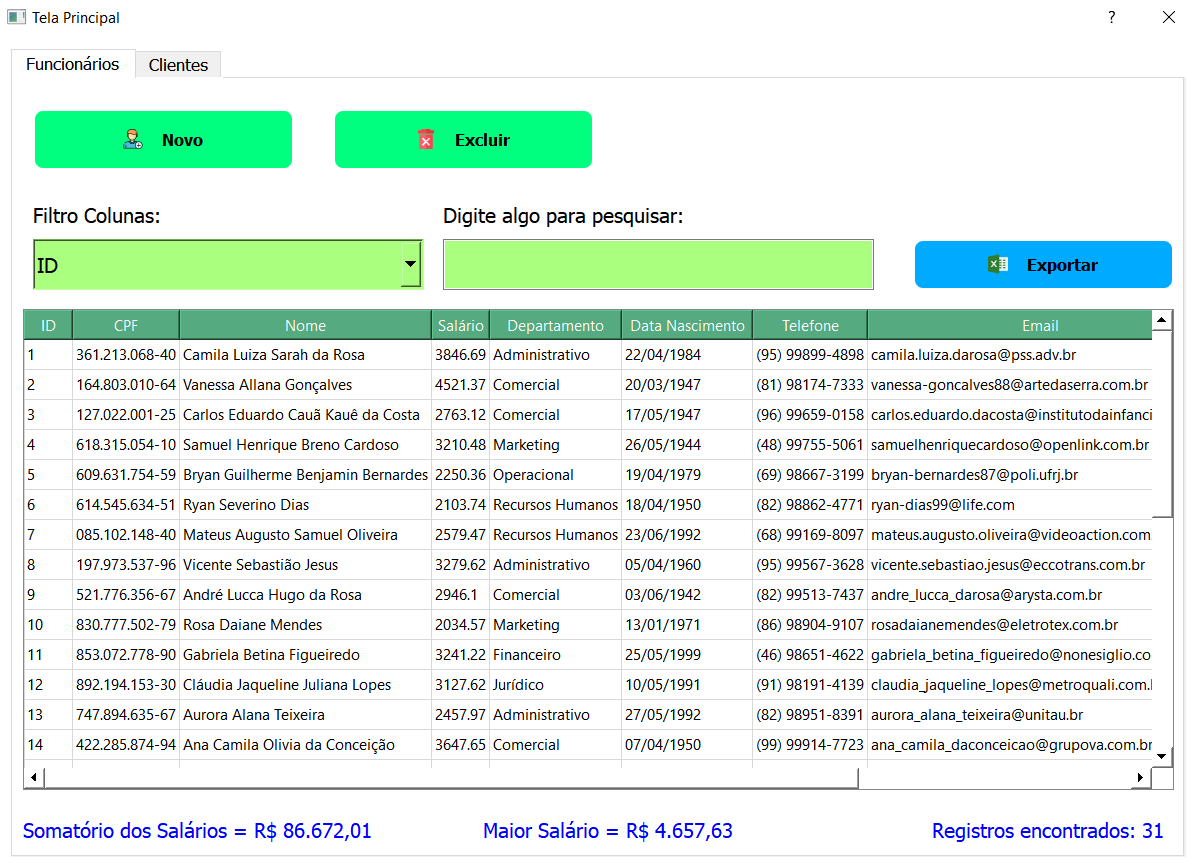 Tela Principal ?
Funcionários Clientes
Novo Excluir
Filtro Colunas: Digite algo para pesquisar:
ID Exportar
ID CPF Nome Salário Departamento Data Nascimento Telefone Email
1 361.213.068-40 Camila Luiza Sarah da Rosa 3846.69 Administrativo 22/04/1984 (95) 99899-4898 camila.luiza.darosa@pss.adv.br
2 164.803.010-64 Vanessa Allana Gonçalves 4521.37 Comercial 20/03/1947 (81) 98174-7333 vanessa-goncalves88@artedaserra.com.br
3 127.022.001-25 Carlos Eduardo Cauã Kauê da Costa 2763.12 Comercial 17/05/1947 (96) 99659-0158 carlos.eduardo.dacosta@institutodainfanci
4 618.315.054-10 Samuel Henrique Breno Cardoso 3210.48 Marketing 26/05/1944 (48) 99755-5061 samuelhenriquecardoso@openlink.com.br
5 609.631.754-59 Bryan Guilherme Benjamin Bernardes 2250.36 Operacional 19/04/1979 (69) 98667-3199 bryan-bernardes87@poli.ufrj.br
6 614.545.634-51 Ryan Severino Dias 2103.74 Recursos Humanos 18/04/1950 (82) 98862-4771 ryan-dias99@life.com
7 085.102.148-40 Mateus Augusto Samuel Oliveira 2579.47 Recursos Humanos 23/06/1992 (68) 99169-8097 mateus.augusto.oliveira@videoaction.com
8 197.973.537-96 Vicente Sebastião Jesus 3279.62 Administrativo 05/04/1960 (95) 99567-3628 vicente.sebastiao.jesus@eccotrans.com.br
9 521.776.356-67 André Lucca Hugo da Rosa 2946.1 Comercial 03/06/1942 (82) 99513-7437 andre_lucca_darosa@arysta.com.br
10 830.777.502-79 Rosa Daiane Mendes 2034.57 Marketing 13/01/1971 (86) 98904-9107 rosadaianemendes@eletrotex.com.br
11 853.072.778-90 Gabriela Betina Figueiredo 3241.22 Financeiro 25/05/1999 (46) 98651-4622 gabriela_betina_figueiredo@nonesiglio.co
12 892.194.153-30 Cláudia Jaqueline Juliana Lopes 3127.62 Jurídico 10/05/1991 (91) 98191-4139 claudia_jaqueline_lopes@metroquali.com.
13 747.894.635-67 Aurora Alana Teixeira 2457.97 Administrativo 27/05/1992 (82) 98951-8391 aurora_alana_teixeira@unitau.br
14 422.285.874-94 Ana Camila Olivia da Conceição 3647.65 Comercial 07/04/1950 (99) 99914-7723 ana_camila_daconceicao@grupova.com.br
Somatório dos Salários = R$ 86.672,01 Maior Salário = R$ 4.657,63 Registros encontrados: 31